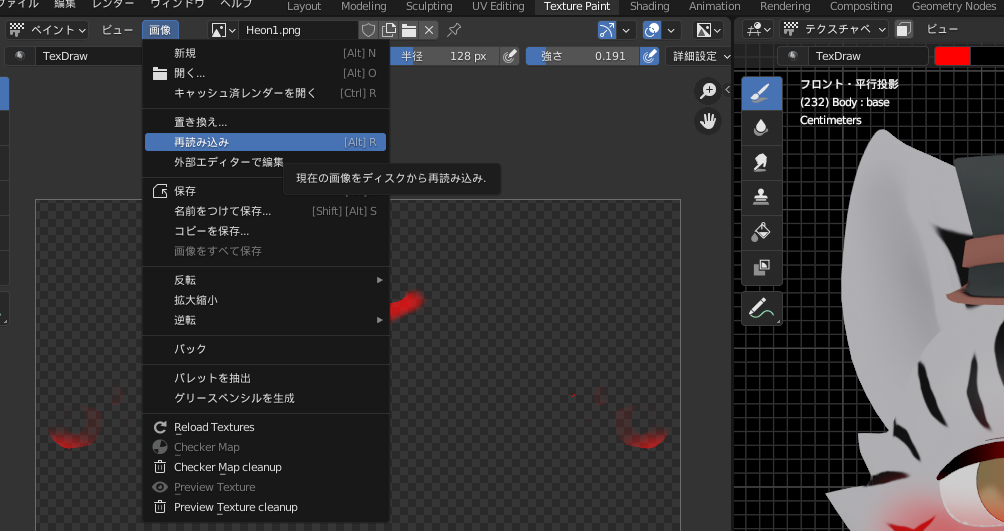 ファイル 編集 レンダー ウィンドウ ヘルプ Layout Modeling Sculpting UV Editing Texture Paint Shading Animation Rendering Compositing Geometry Nodes
ペイント ビュー 画像 Heon1.png テクスチャペ ビュー
TexDraw 半径 128 px 強さ 0.191 詳細設定 TexDraw
新規 [Alt] N
開く... [Alt] O
キャッシュ済レンダーを開く [Ctrl] R
置き換え...
再読み込み [Alt] R
外部エディターで編集
現在の画像をディスクから再読み込み.
保存
名前をつけて保存... [Shift] [Alt] S
コピーを保存...
画像をすべて保存
反転
拡大縮小
逆転
パック
パレットを抽出
グリースペンシルを生成
Reload Textures
Checker Map
Checker Map cleanup
Preview Texture
Preview Texture cleanup
フロント・平行投影
(232) Body : base
Centimeters